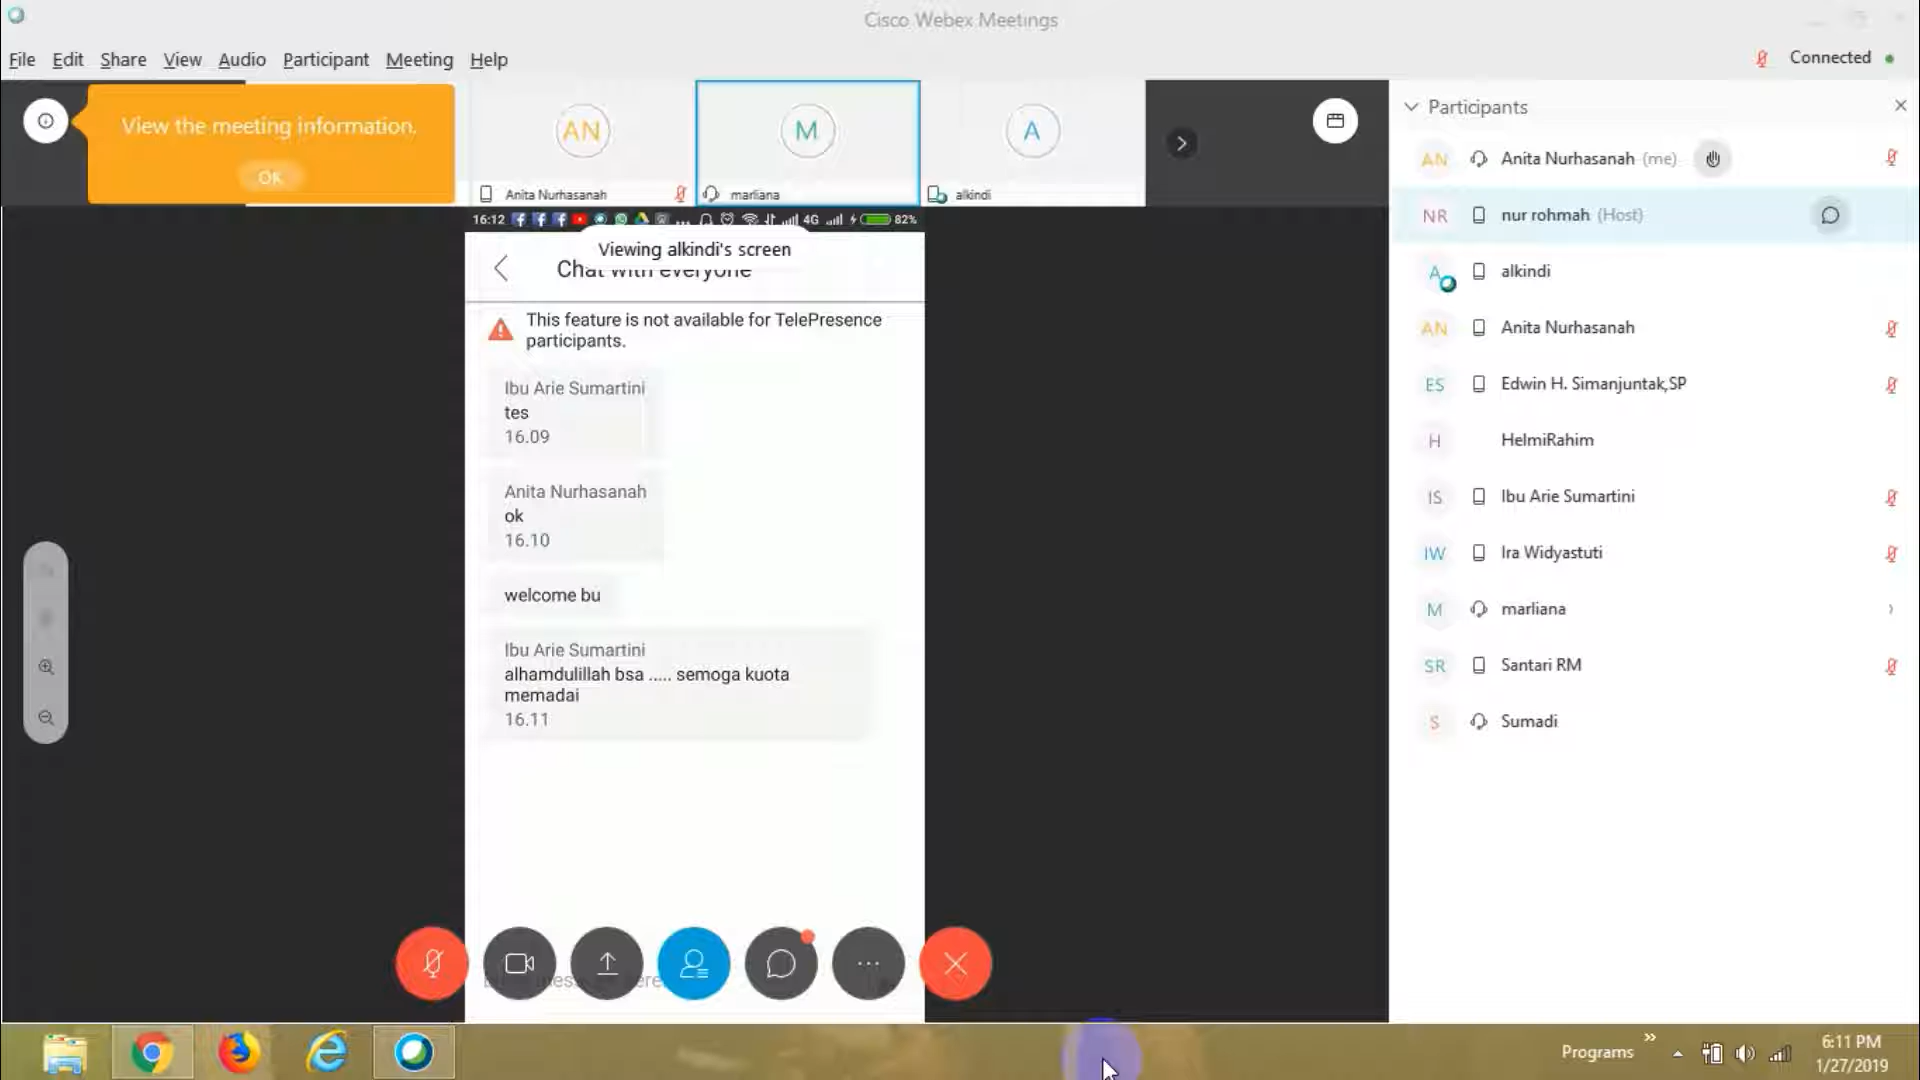 Cisco Webex Meetings
File Edit Share View Audio Participant Meeting Help
Connected
View the meeting information.
OK
AN
Anita Nurhasanah
M
marliana
A
alkindi
16:12 4G 82%
Viewing alkindi's screen
Chat with everyone
This feature is not available for TelePresence
participants.
Ibu Arie Sumartini
tes
16.09
Anita Nurhasanah
ok
16.10
welcome bu
Ibu Arie Sumartini
alhamdulillah bsa ..... semoga kuota
memadai
16.11
Participants
AN Anita Nurhasanah (me)
NR nur rohmah (Host)
A alkindi
AN Anita Nurhasanah
ES Edwin H. Simanjuntak,SP
H HelmiRahim
IS Ibu Arie Sumartini
IW Ira Widyastuti
M marliana
SR Santari RM
S Sumadi
Programs
6:11 PM
1/27/2019